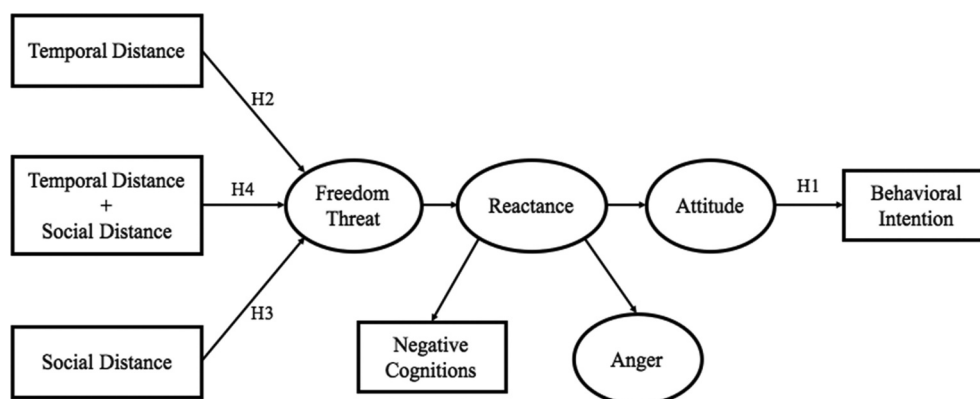 Temporal Distance
H2
Temporal Distance
+
Social Distance
H4
Freedom
Threat
Reactance
Attitude
H1
Behavioral
Intention
H3
Social Distance
Negative
Cognitions
Anger